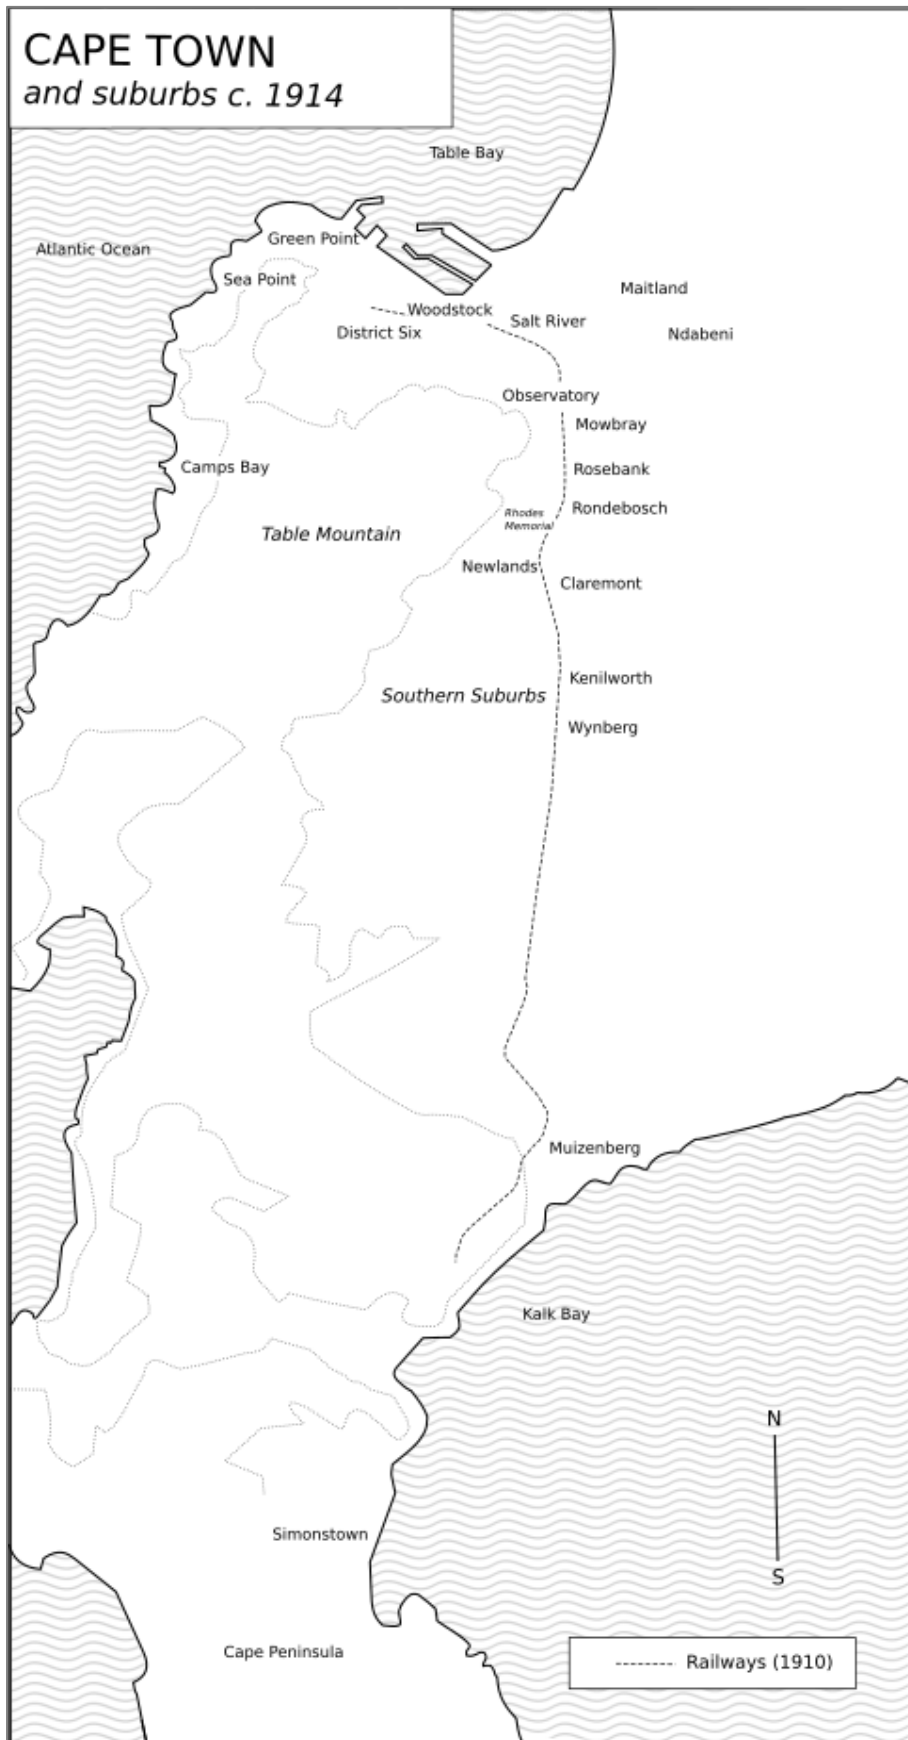 CAPE TOWN
and suburbs c. 1914
Table Bay
Green Point
Atlantic Ocean
Sea Point
Maitland
Woodstock
Salt River
District Six
Ndabeni
Observatory
Mowbray
Camps Bay
Rosebank
Rondebosch
Rhodes
Memorial
Table Mountain
Newlands
Claremont
Kenilworth
Southern Suburbs
Wynberg
Muizenberg
Kalk Bay
N
S
Simonstown
Cape Peninsula
Railways (1910)